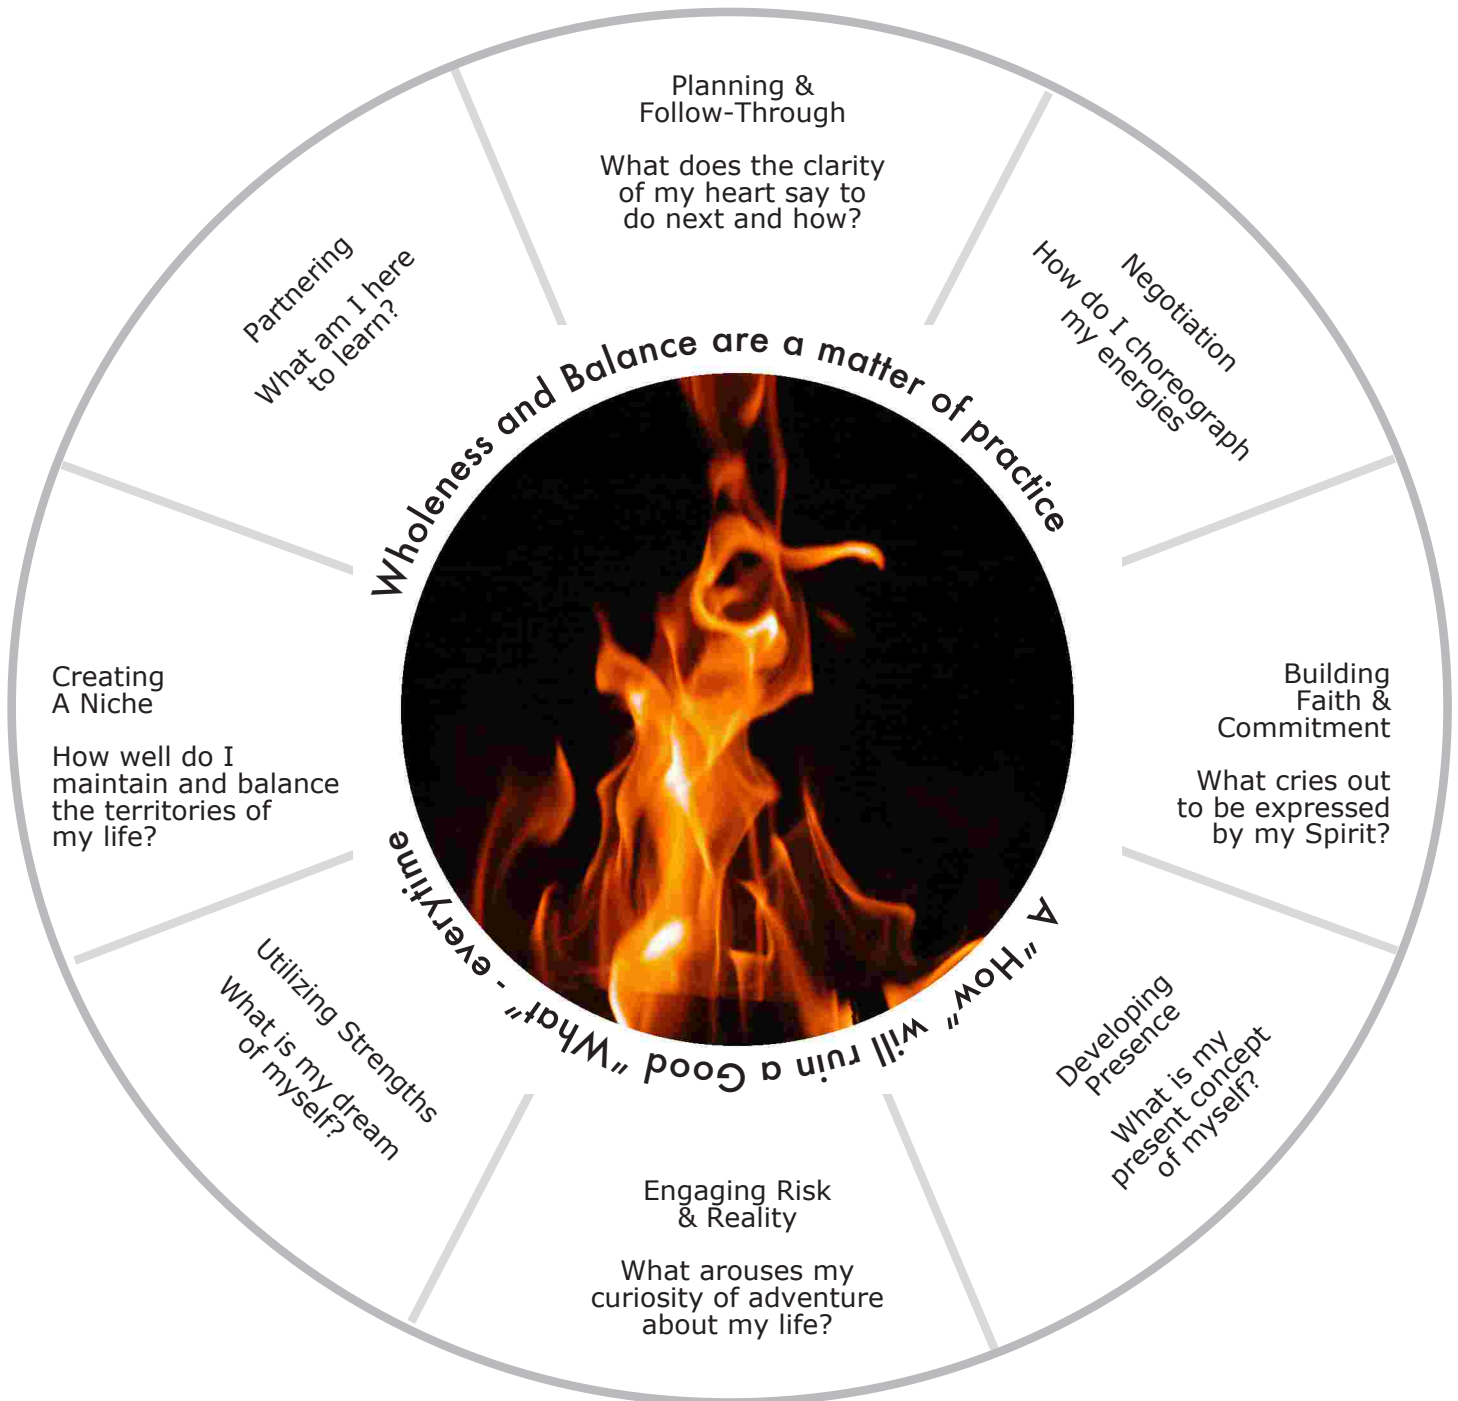 Planning &
Follow-Through
What does the clarity
of my heart say to
do next and how?
Negotiation
How do I choreograph
my energies
Building
Faith &
Commitment
What cries out
to be expressed
by my Spirit?
Developing
Presence
What is my
present concept
of myself?
Engaging Risk
& Reality
What arouses my
curiosity of adventure
about my life?
Utilizing Strengths
What is my dream
of myself?
Creating
A Niche
How well do I
maintain and balance
the territories of
my life?
Partnering
What am I here
to learn?
Wholeness and Balance are a matter of practice
A "How" will ruin a Good "What" - everytime